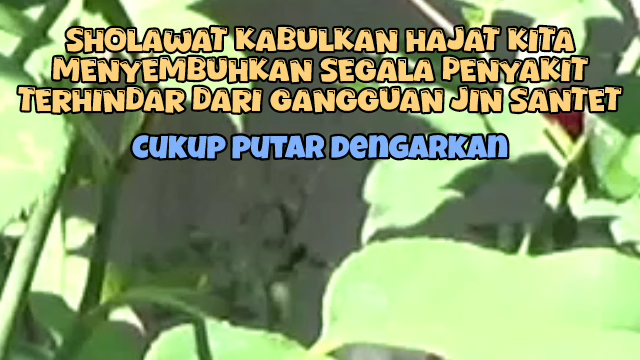 SHOLAWAT KABULKAN HAJAT KITA
MENYEMBUHKAN SEGALA PENYAKIT
TERHINDAR DARI GANGGUAN JIN SANTET
CUKUP PUTAR DENGARKAN